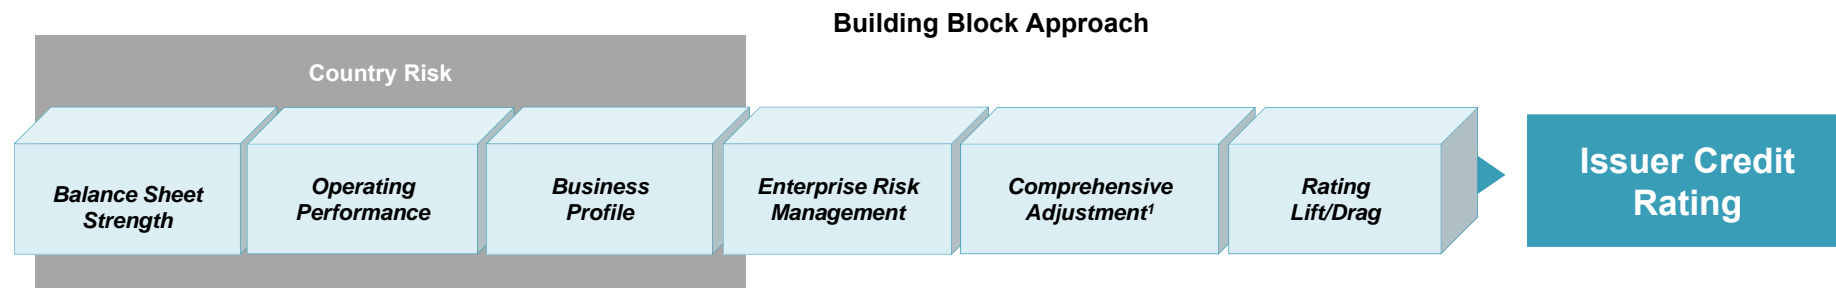 Building Block Approach
Country Risk
Balance Sheet
Strength
Operating
Performance
Business
Profile
Enterprise Risk
Management
Comprehensive
Adjustment¹
Rating
Lift/Drag
Issuer Credit
Rating